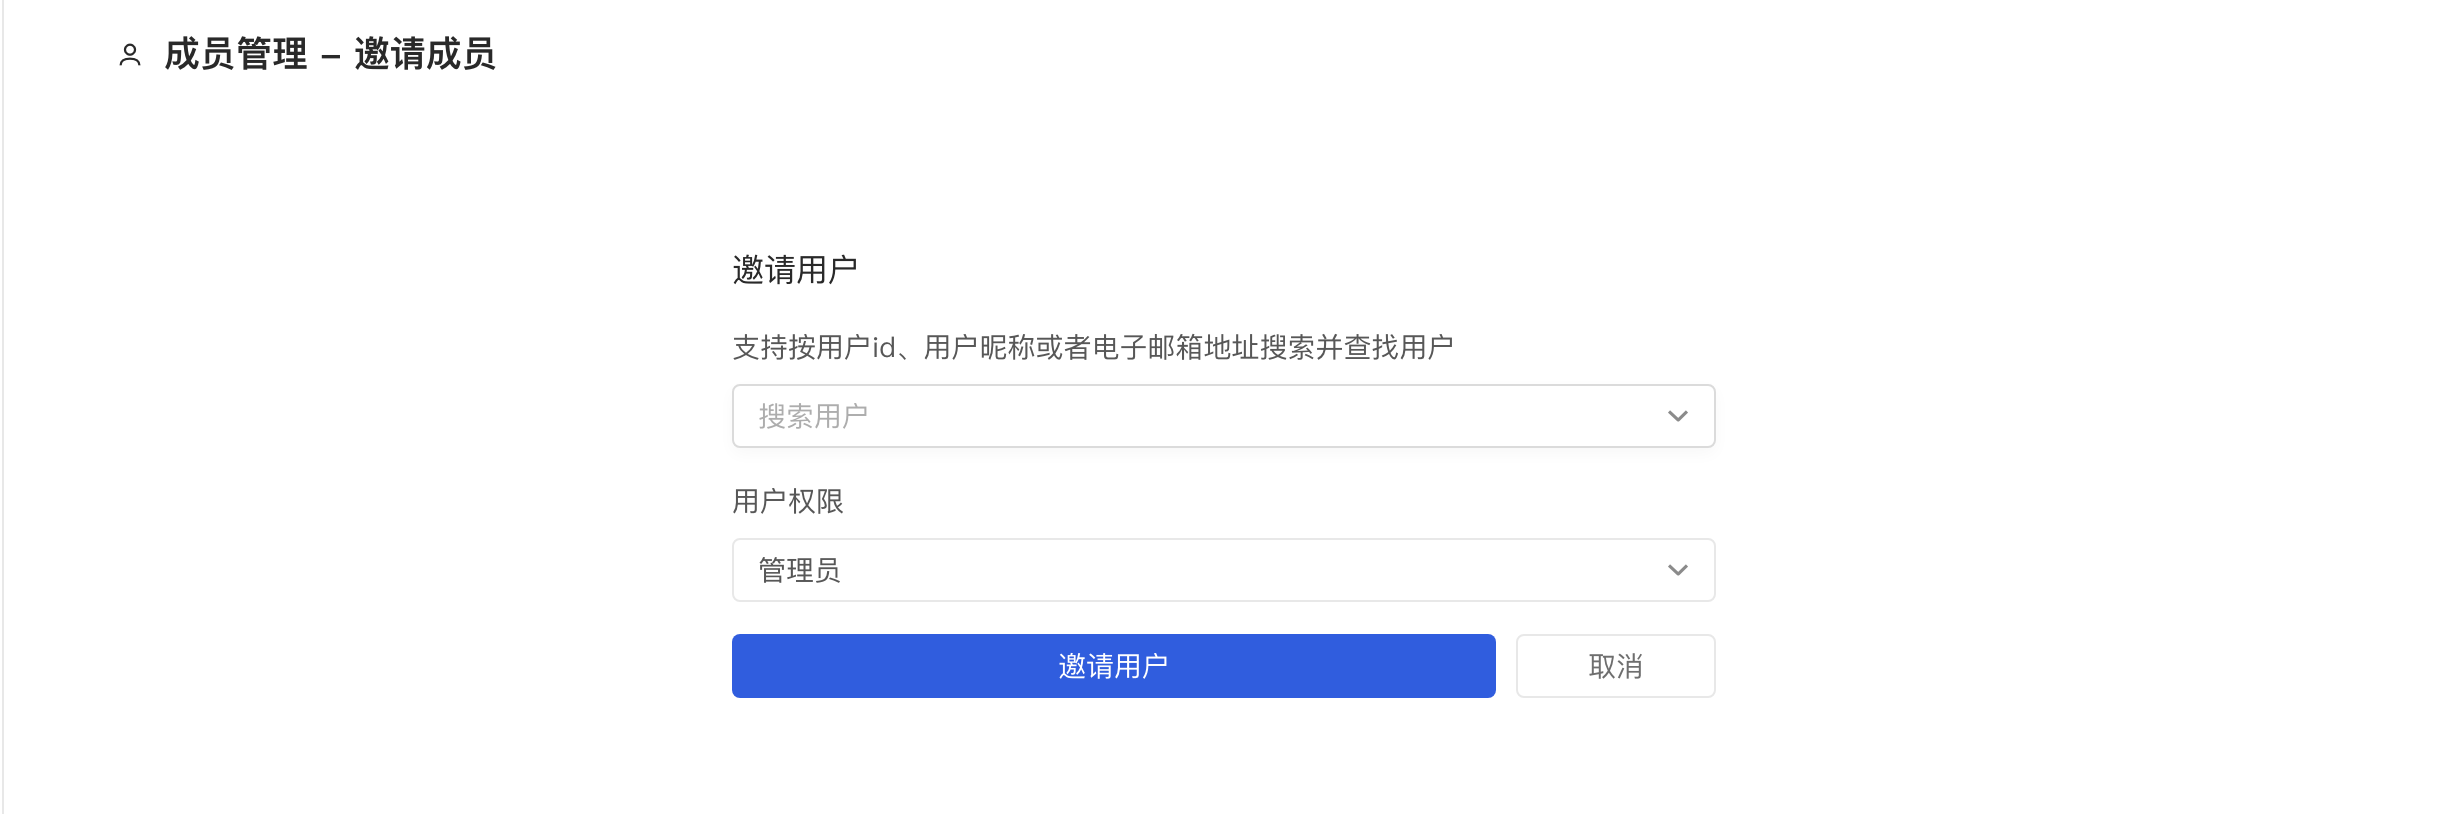 成员管理 – 邀请成员
邀请用户
支持按用户id、用户昵称或者电子邮箱地址搜索并查找用户
搜索用户
用户权限
管理员
邀请用户
取消